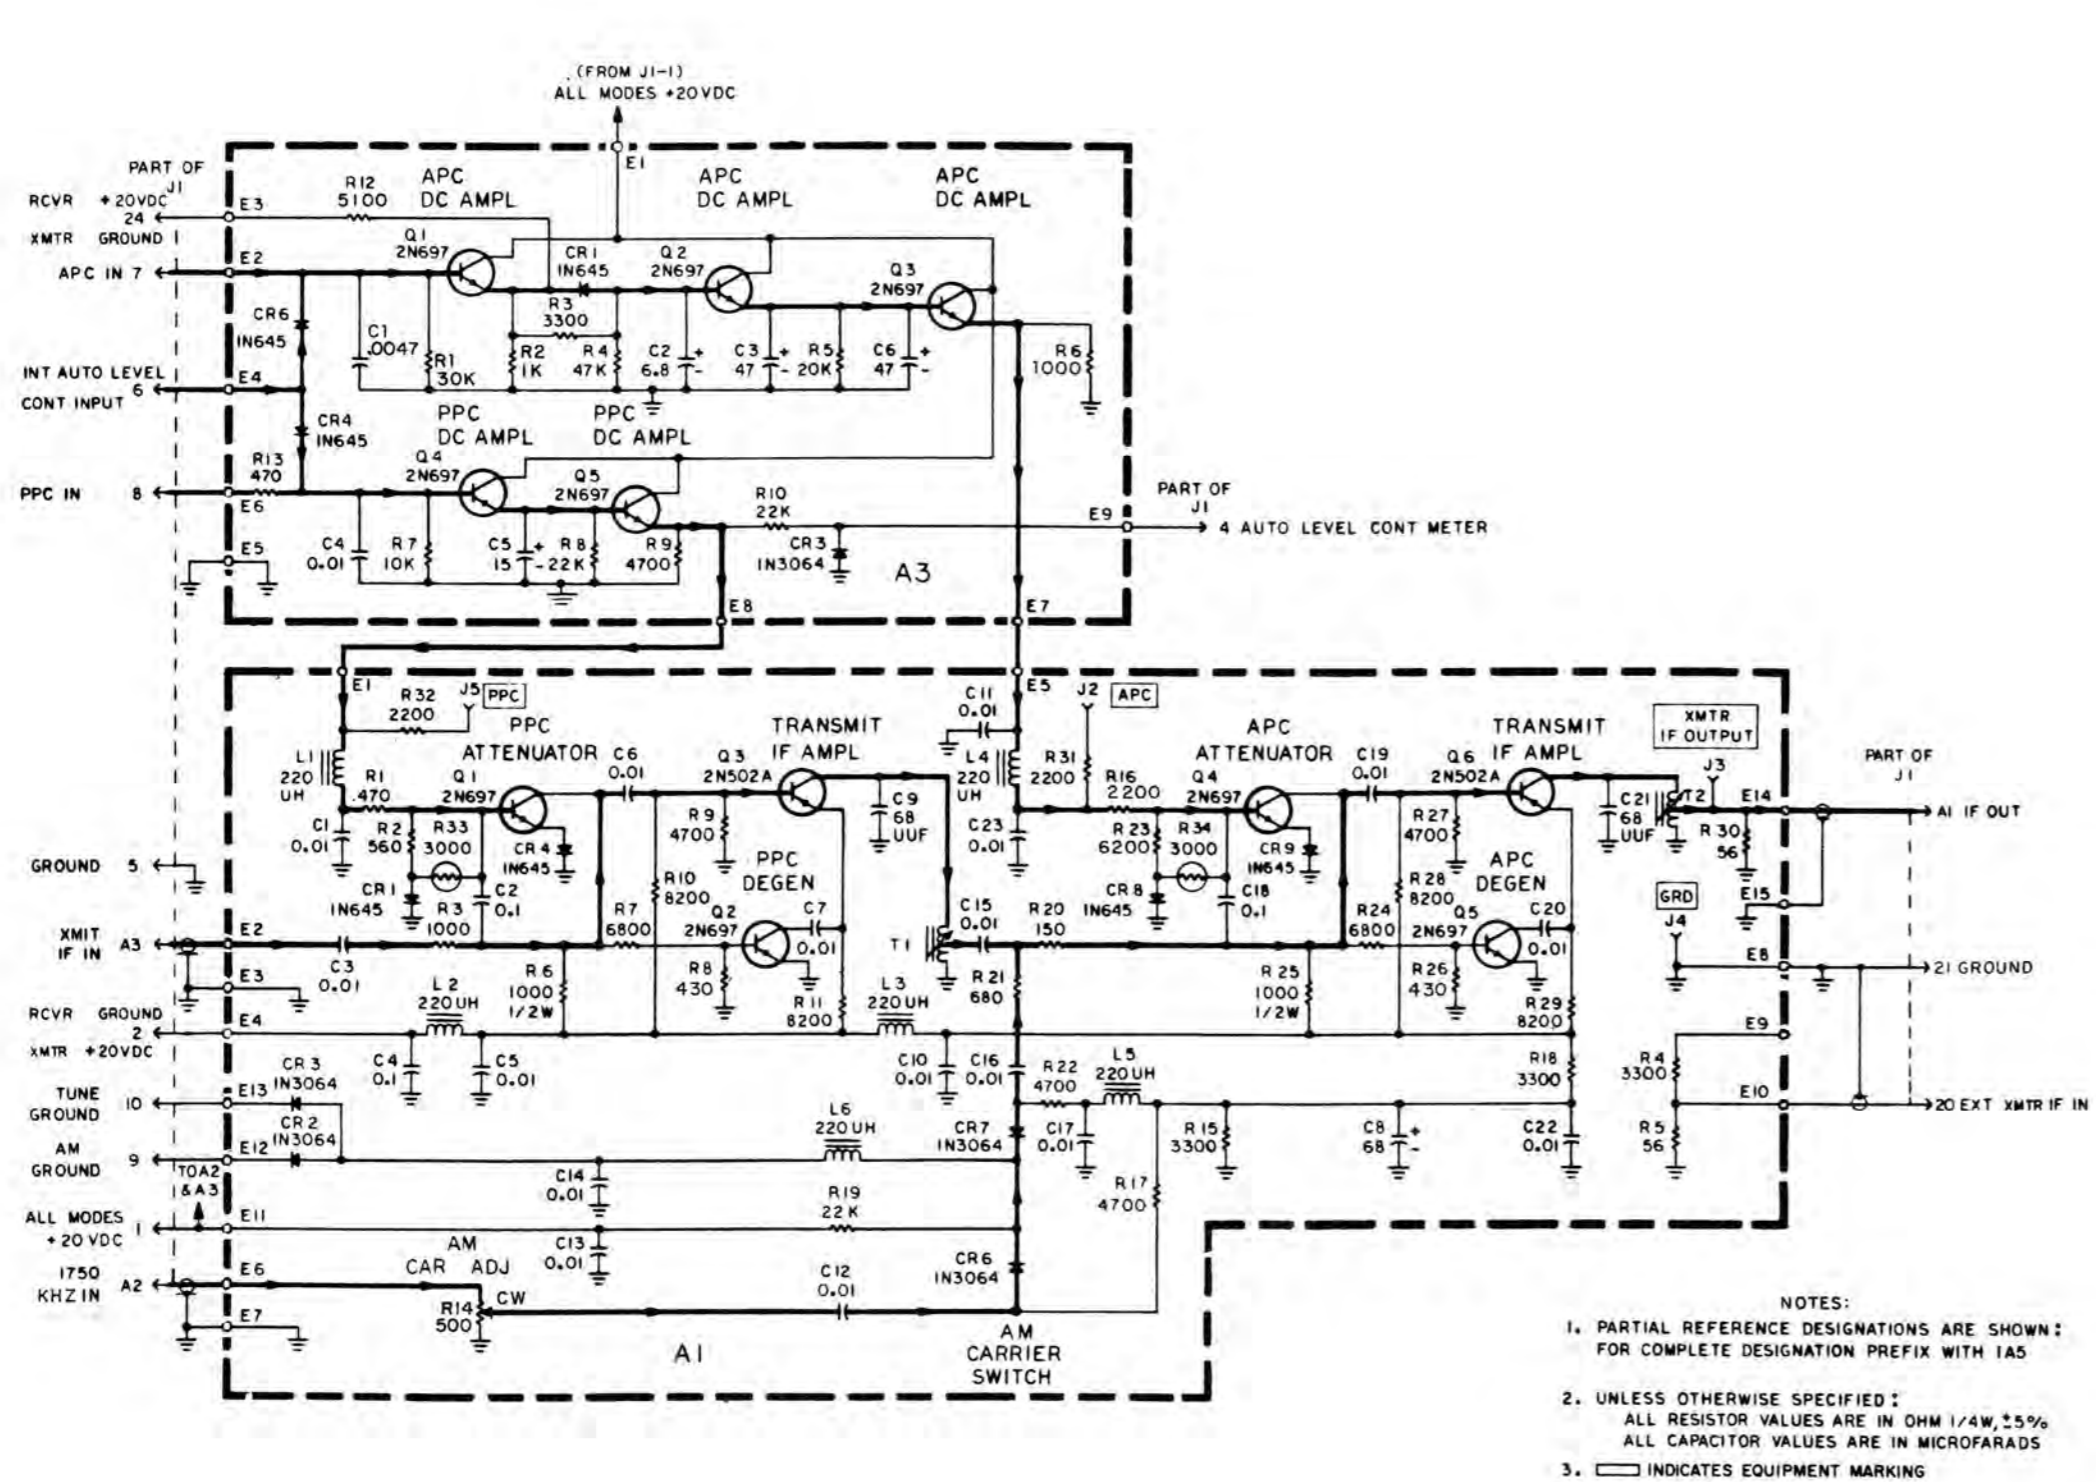 (FROM J1-1)
ALL MODES +20VDC
E1
PART OF
J1
RCVR +20VDC
24
XMTR GROUND
E3
R12
5100
APC
DC AMPL
APC
DC AMPL
APC
DC AMPL
APC IN 7
E2
Q1
2N697
CR1
1N645
R3
3300
Q2
2N697
Q3
2N697
CR6
1N645
C1
.0047
R1
30K
R2
1K
R4
47K
C2
6.8
+
-
C3
47
+
-
R5
20K
C6
47
+
-
R6
1000
INT AUTO LEVEL
CONT INPUT
6
E4
CR4
1N645
PPC
DC AMPL
PPC
DC AMPL
Q4
2N697
Q5
2N697
R13
470
PPC IN 8
E6
E5
C4
0.01
R7
10K
C5
15
+
-
R8
22K
R9
4700
R10
22K
CR3
1N3064
A3
E9
PART OF
J1
4 AUTO LEVEL CONT METER
E8
E7
E1
R32
2200
J5
PPC
PPC
ATTENUATOR
TRANSMIT
IF AMPL
C11
0.01
E5
J2
APC
APC
ATTENUATOR
TRANSMIT
IF AMPL
XMTR
IF OUTPUT
J3
PART OF
J1
L1
220
UH
R1
470
Q1
2N697
C6
0.01
Q3
2N502A
C9
68
UUF
L4
220
UH
R31
2200
R16
2200
Q4
2N697
C19
0.01
Q6
2N502A
C21
68
UUF
T2
E14
A1 IF OUT
C1
0.01
R2
560
R33
3000
CR4
1N645
R9
4700
C23
0.01
R23
6200
R34
3000
CR9
1N645
R27
4700
R30
56
GROUND 5
CR1
1N645
C2
0.1
R10
8200
PPC
DEGEN
CR8
1N645
C18
0.1
R28
8200
APC
DEGEN
GRD
J4
E15
XMIT
IF IN
A3
E2
C3
0.01
R3
1000
R7
6800
Q2
2N697
C7
0.01
T1
C15
0.01
R20
150
R24
6800
Q5
2N697
C20
0.01
E3
R6
1000
1/2W
R8
430
R11
8200
R21
680
R25
1000
1/2W
R26
430
R29
8200
E8
21 GROUND
RCVR GROUND
2
XMTR +20VDC
E4
L2
220UH
L3
220UH
C4
0.1
C5
0.01
C10
0.01
C16
0.01
R22
4700
L5
220UH
R18
3300
R4
3300
E9
TUNE
GROUND
10
E13
CR3
1N3064
E10
20 EXT XMTR IF IN
AM
GROUND
9
E12
CR2
1N3064
L6
220UH
CR7
1N3064
C17
0.01
R15
3300
C8
68
+
-
C22
0.01
R5
56
TO A2
& A3
C14
0.01
R17
4700
ALL MODES
+20VDC
1
E11
R19
22K
C13
0.01
1750
KHZ IN
A2
E6
AM
CAR ADJ
C12
0.01
CR6
1N3064
E7
R14
500
CW
A1
AM
CARRIER
SWITCH
NOTES:
1. PARTIAL REFERENCE DESIGNATIONS ARE SHOWN:
FOR COMPLETE DESIGNATION PREFIX WITH 1A5
2. UNLESS OTHERWISE SPECIFIED:
ALL RESISTOR VALUES ARE IN OHM 1/4W, ±5%
ALL CAPACITOR VALUES ARE IN MICROFARADS
3. INDICATES EQUIPMENT MARKING